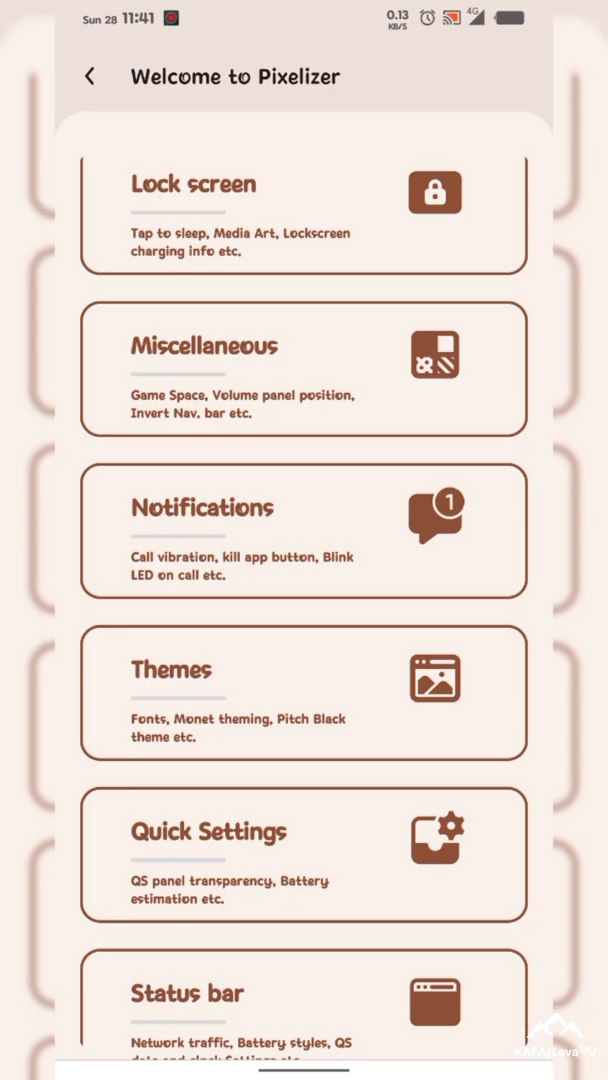 Sun 28 11:41
0.13
KB/S
4G
Welcome to Pixelizer
Lock screen
Tap to sleep, Media Art, Lockscreen
charging info etc.
Miscellaneous
Game Space, Volume panel position,
Invert Nav. bar etc.
Notifications
1
Call vibration, kill app button, Blink
LED on call etc.
Themes
Fonts, Monet theming, Pitch Black
theme etc.
Quick Settings
QS panel transparency, Battery
estimation etc.
Status bar
Network traffic, Battery styles, QS